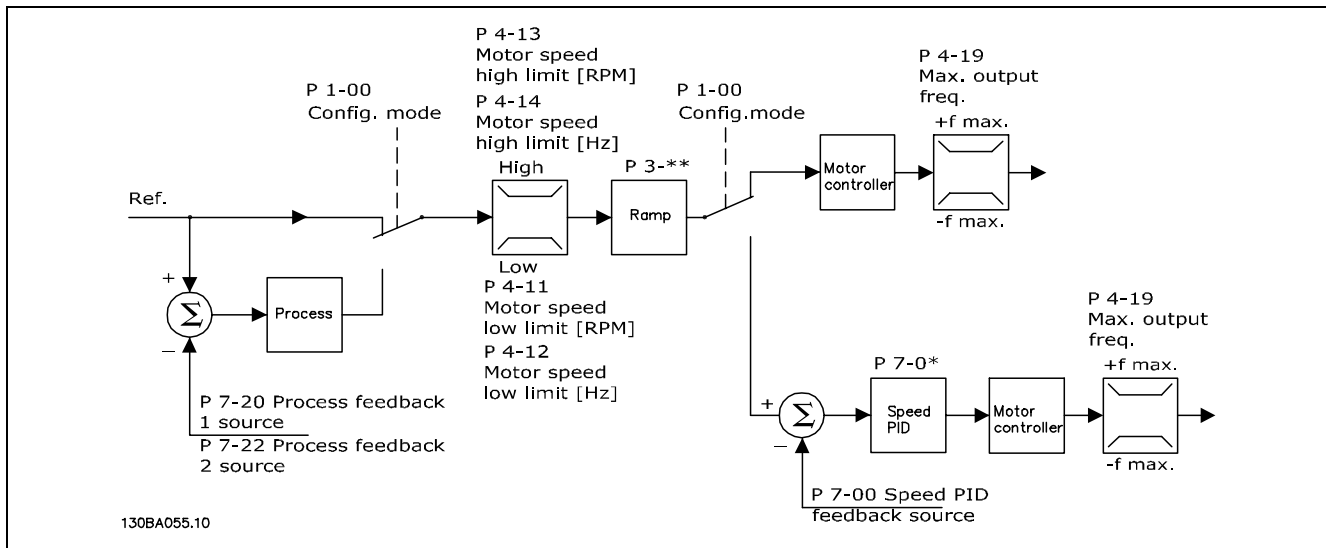 P 4-13
Motor speed
high limit [RPM]
P 4-14
Motor speed
high limit [Hz]
P 1-00
Config. mode
P 1-00
Config.mode
P 4-19
Max. output
freq.
+f max.
-f max.
High
Low
P 3-**
Ramp
Motor
controller
Ref.
+
Σ
−
Process
P 4-11
Motor speed
low limit [RPM]
P 4-12
Motor speed
low limit [Hz]
P 7-20 Process feedback
1 source
P 7-22 Process feedback
2 source
+
Σ
−
P 7-0*
Speed
PID
Motor
controller
P 4-19
Max. output
freq.
+f max.
-f max.
P 7-00 Speed PID
feedback source
130BA055.10